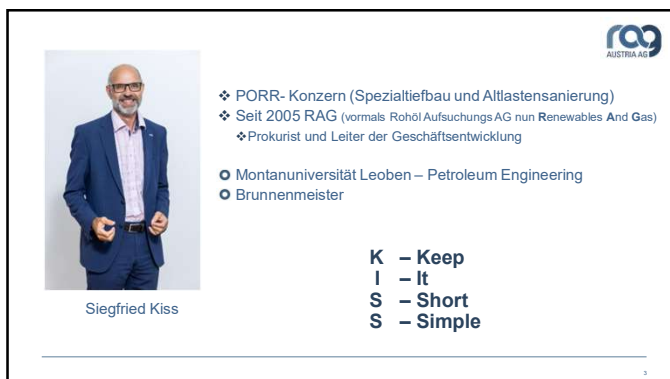 rag
AUSTRIA AG
❖ PORR- Konzern (Spezialtiefbau und Altlastensanierung)
❖ Seit 2005 RAG (vormals Rohöl Aufsuchungs AG nun Renewables And Gas)
❖Prokurist und Leiter der Geschäftsentwicklung
Montanuniversität Leoben – Petroleum Engineering
Brunnenmeister
Siegfried Kiss
K – Keep
I – It
S – Short
S – Simple
3